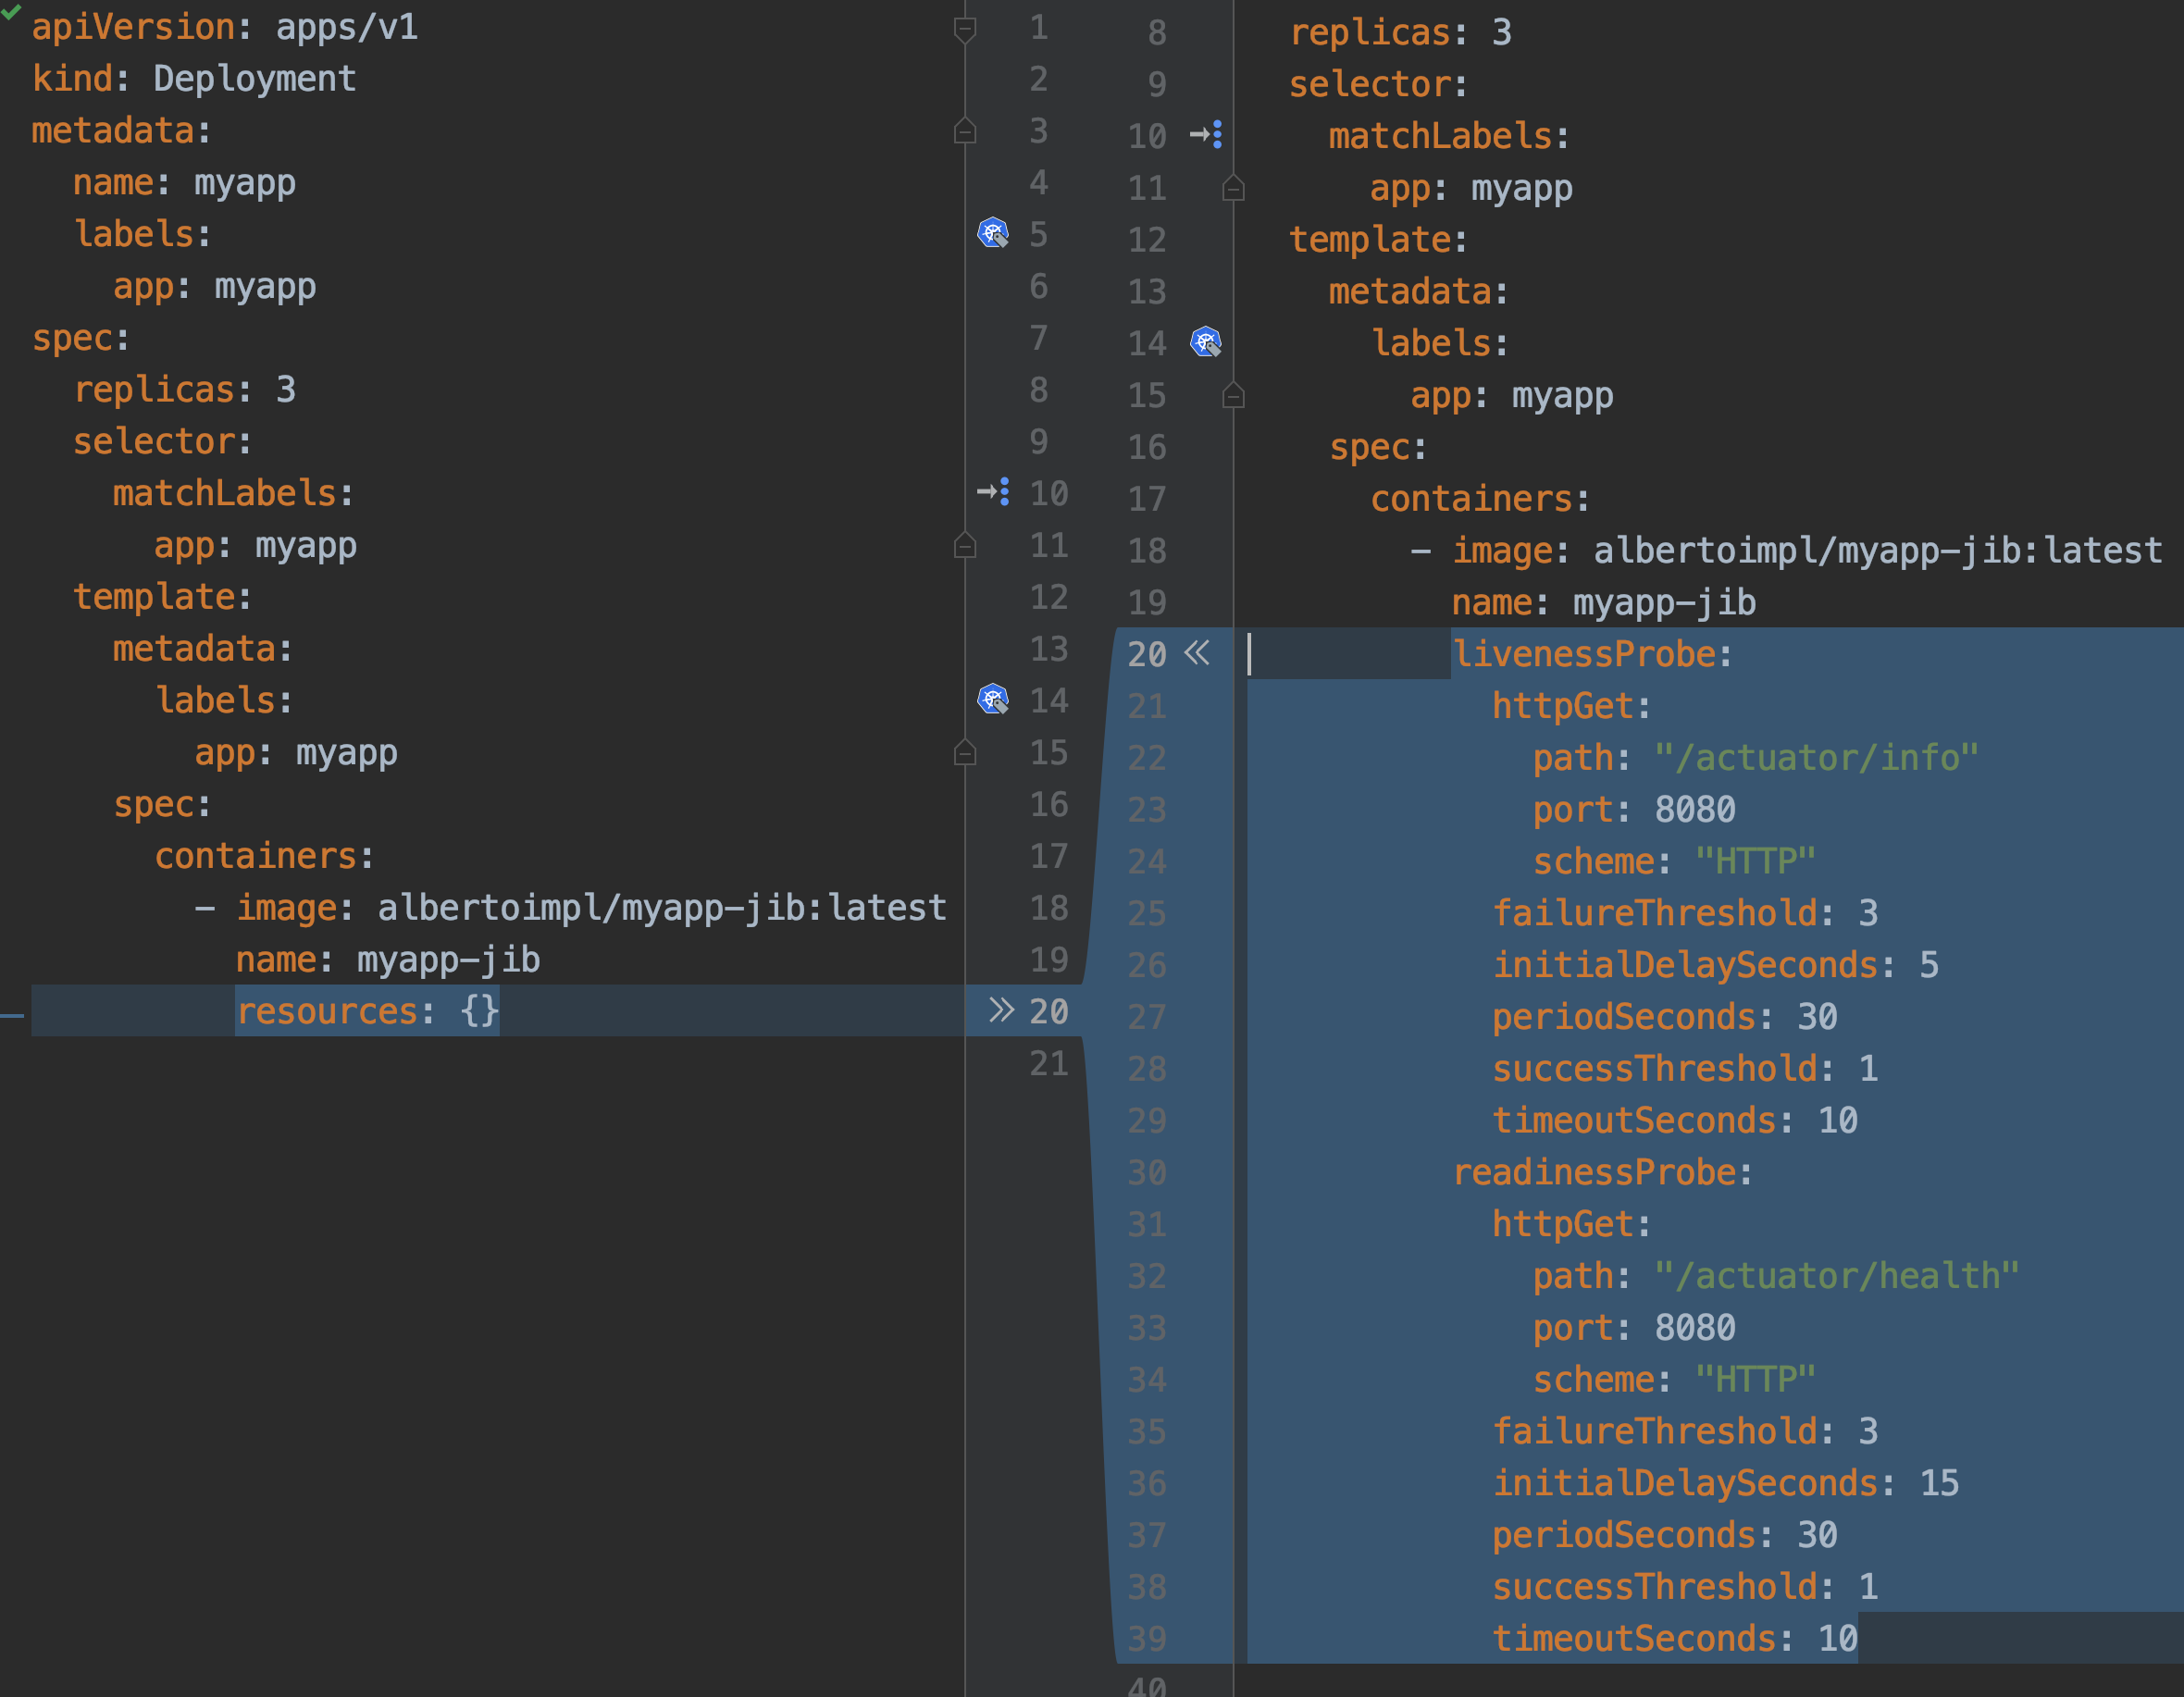 apiVersion: apps/v1
kind: Deployment
metadata:
  name: myapp
  labels:
    app: myapp
spec:
  replicas: 3
  selector:
    matchLabels:
      app: myapp
  template:
    metadata:
      labels:
        app: myapp
    spec:
      containers:
        - image: albertoimpl/myapp-jib:latest
          name: myapp-jib
          resources: {}
1
2
3
4
5
6
7
8
9
10
11
12
13
14
15
16
17
18
19
20
21
8
9
10
11
12
13
14
15
16
17
18
19
20
21
22
23
24
25
26
27
28
29
30
31
32
33
34
35
36
37
38
39
40
  replicas: 3
  selector:
    matchLabels:
      app: myapp
  template:
    metadata:
      labels:
        app: myapp
    spec:
      containers:
        - image: albertoimpl/myapp-jib:latest
          name: myapp-jib
          livenessProbe:
            httpGet:
              path: "/actuator/info"
              port: 8080
              scheme: "HTTP"
            failureThreshold: 3
            initialDelaySeconds: 5
            periodSeconds: 30
            successThreshold: 1
            timeoutSeconds: 10
          readinessProbe:
            httpGet:
              path: "/actuator/health"
              port: 8080
              scheme: "HTTP"
            failureThreshold: 3
            initialDelaySeconds: 15
            periodSeconds: 30
            successThreshold: 1
            timeoutSeconds: 10